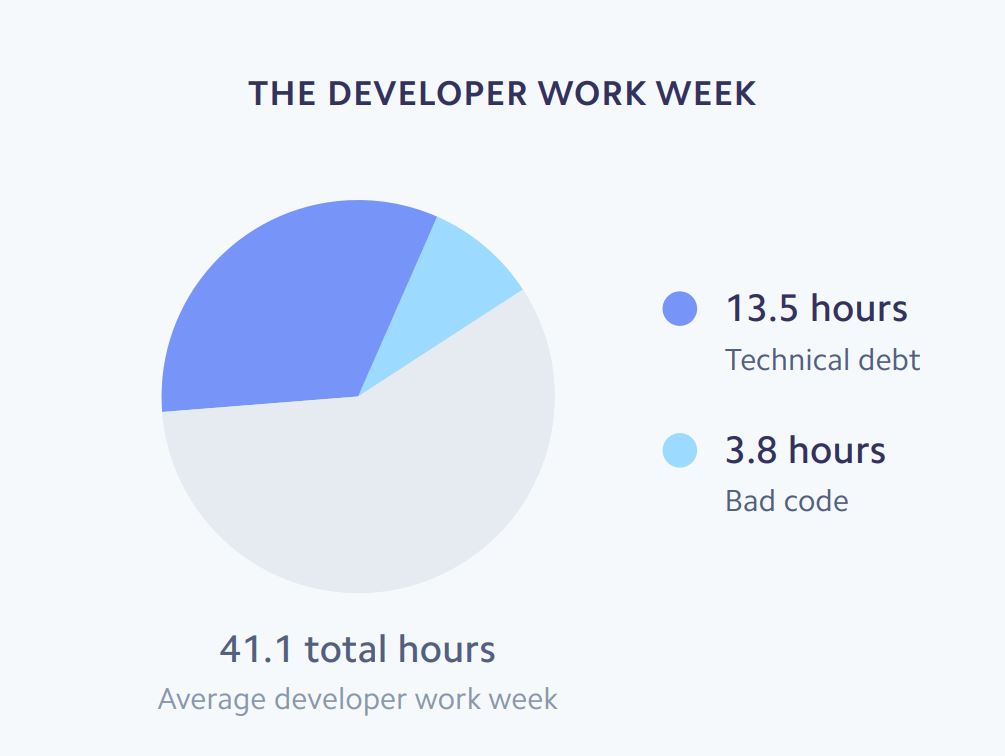 THE DEVELOPER WORK WEEK
13.5 hours
Technical debt
3.8 hours
Bad code
41.1 total hours
Average developer work week